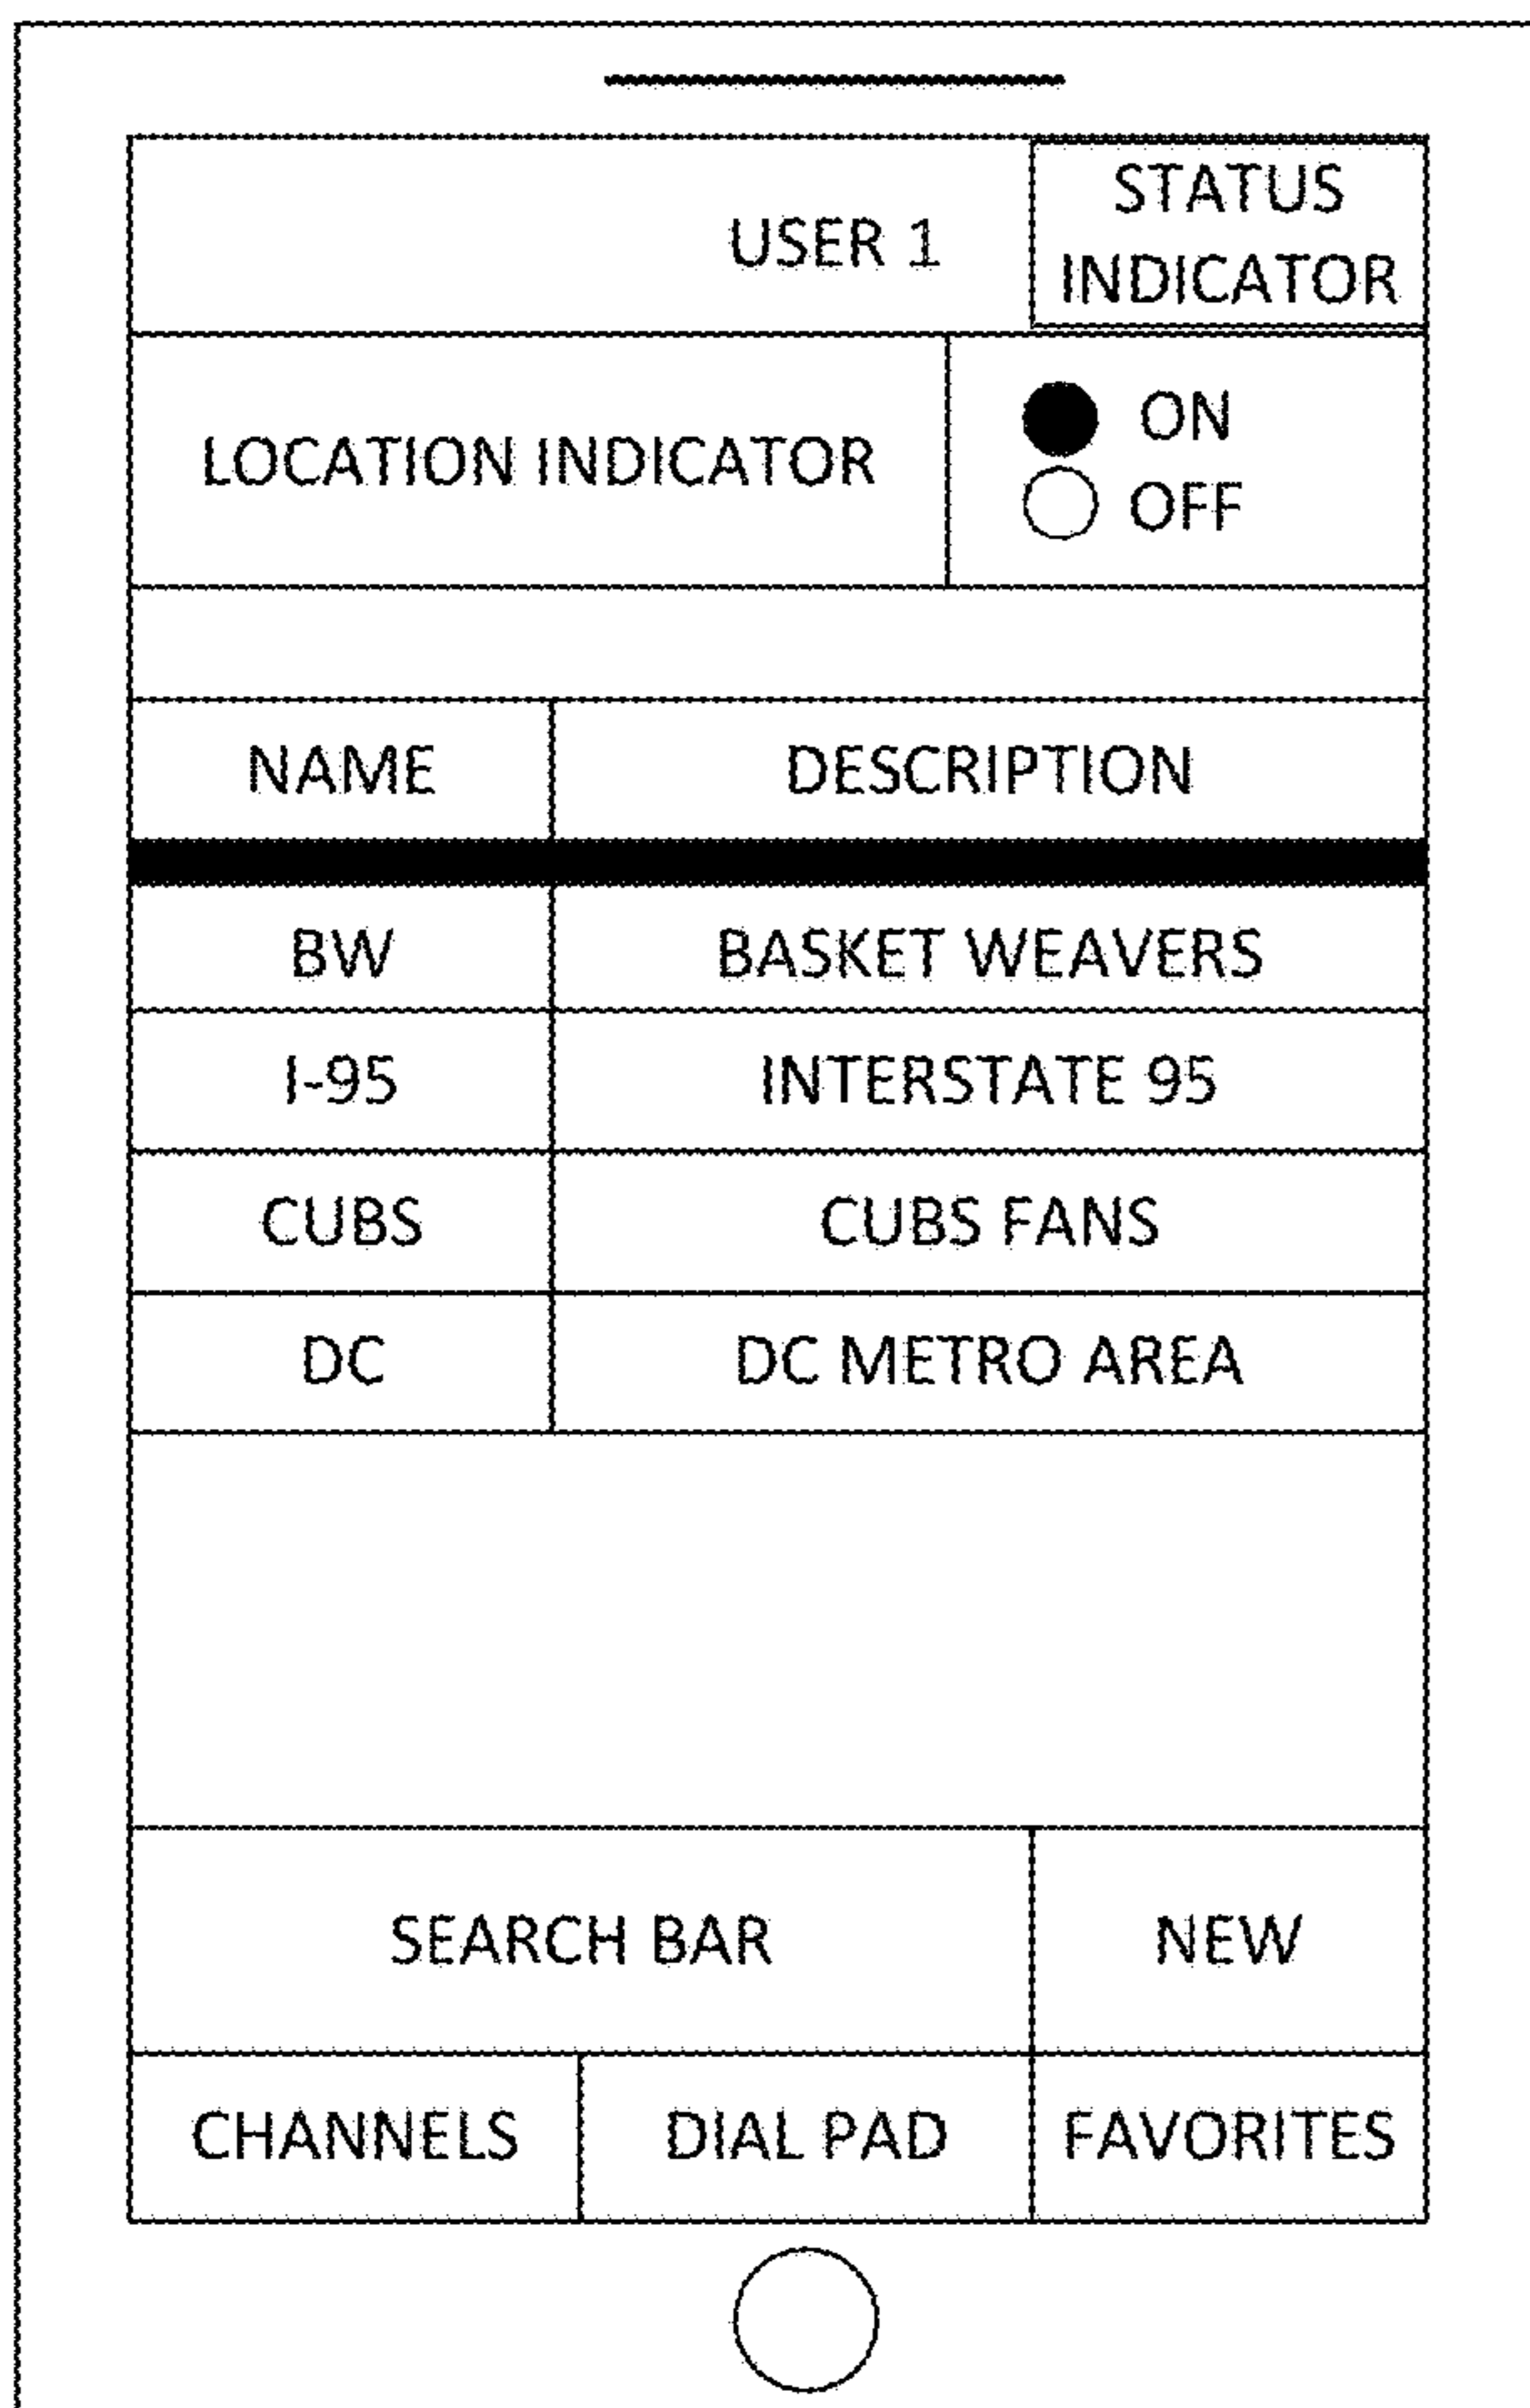 USER 1
STATUS
INDICATOR
LOCATION INDICATOR
ON
OFF
NAME DESCRIPTION
BW BASKET WEAVERS
I-95 INTERSTATE 95
CUBS CUBS FANS
DC DC METRO AREA
SEARCH BAR NEW
CHANNELS DIAL PAD FAVORITES